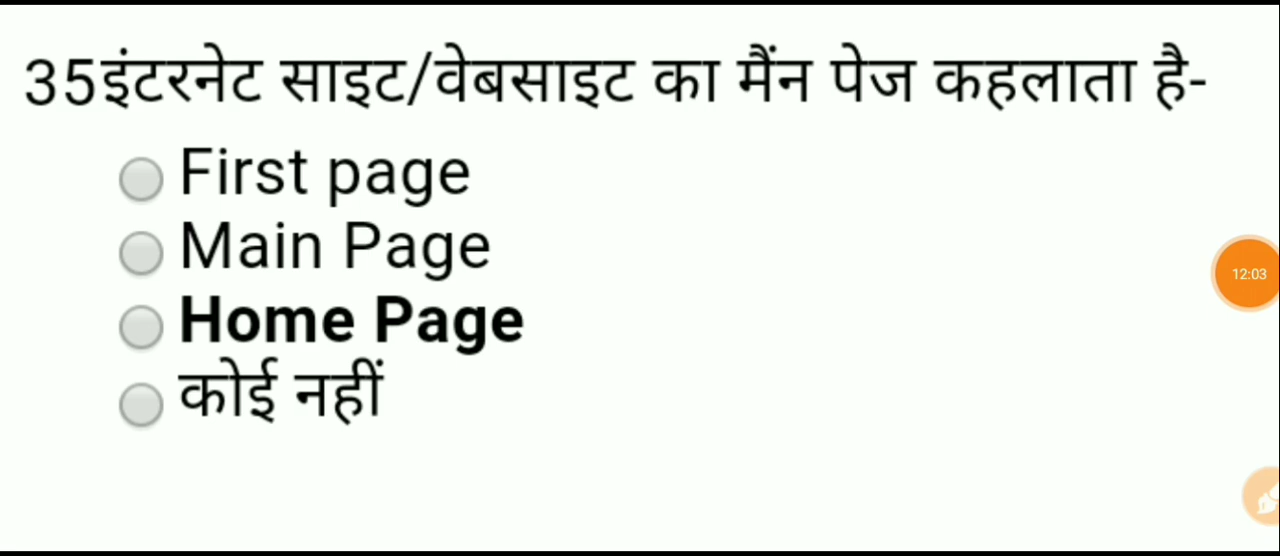 35इंटरनेट साइट/वेबसाइट का मैंन पेज कहलाता है-
First page
Main Page
Home Page
कोई नहीं
12:03